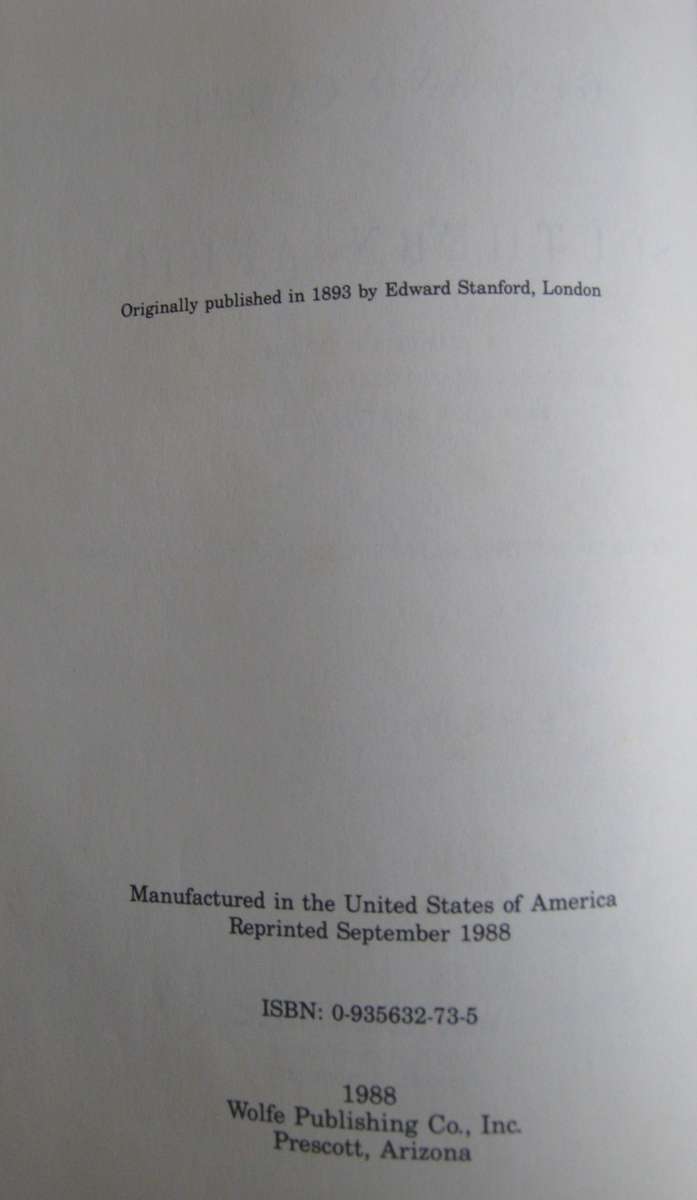 Originally published in 1893 by Edward Stanford, London
Manufactured in the United States of America
Reprinted September 1988
ISBN: 0-935632-73-5
1988
Wolfe Publishing Co., Inc.
Prescott, Arizona